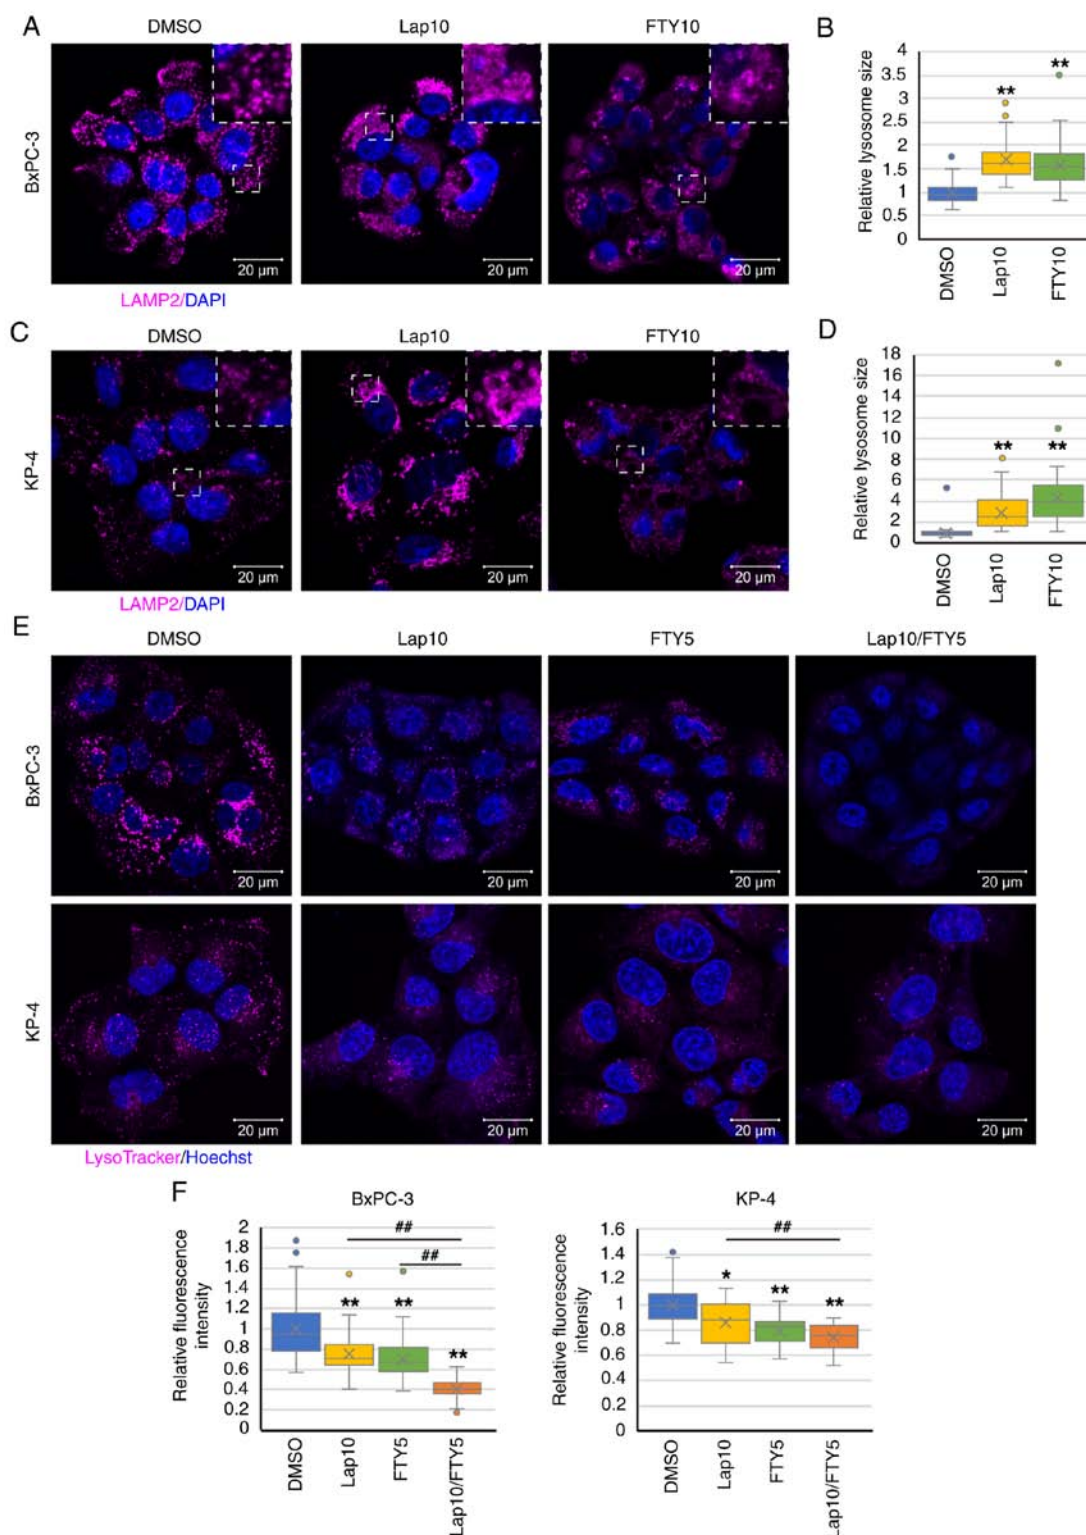 A
DMSO
Lap10
FTY10
BxPC-3
20 µm
20 µm
20 µm
LAMP2/DAPI
B
Relative lysosome size
4
3.5
3
2.5
2
1.5
1
0.5
0
**
**
DMSO
Lap10
FTY10
C
DMSO
Lap10
FTY10
KP-4
20 µm
20 µm
20 µm
LAMP2/DAPI
D
Relative lysosome size
18
16
14
12
10
8
6
4
2
0
**
**
DMSO
Lap10
FTY10
E
DMSO
Lap10
FTY5
Lap10/FTY5
BxPC-3
20 µm
20 µm
20 µm
20 µm
KP-4
20 µm
20 µm
20 µm
20 µm
LysoTracker/Hoechst
F
BxPC-3
Relative fluorescence
intensity
2
1.8
1.6
1.4
1.2
1
0.8
0.6
0.4
0.2
0
##
##
**
**
**
DMSO
Lap10
FTY5
Lap10/FTY5
KP-4
Relative fluorescence
intensity
1.6
1.4
1.2
1
0.8
0.6
0.4
0.2
0
##
*
**
**
DMSO
Lap10
FTY5
Lap10/FTY5